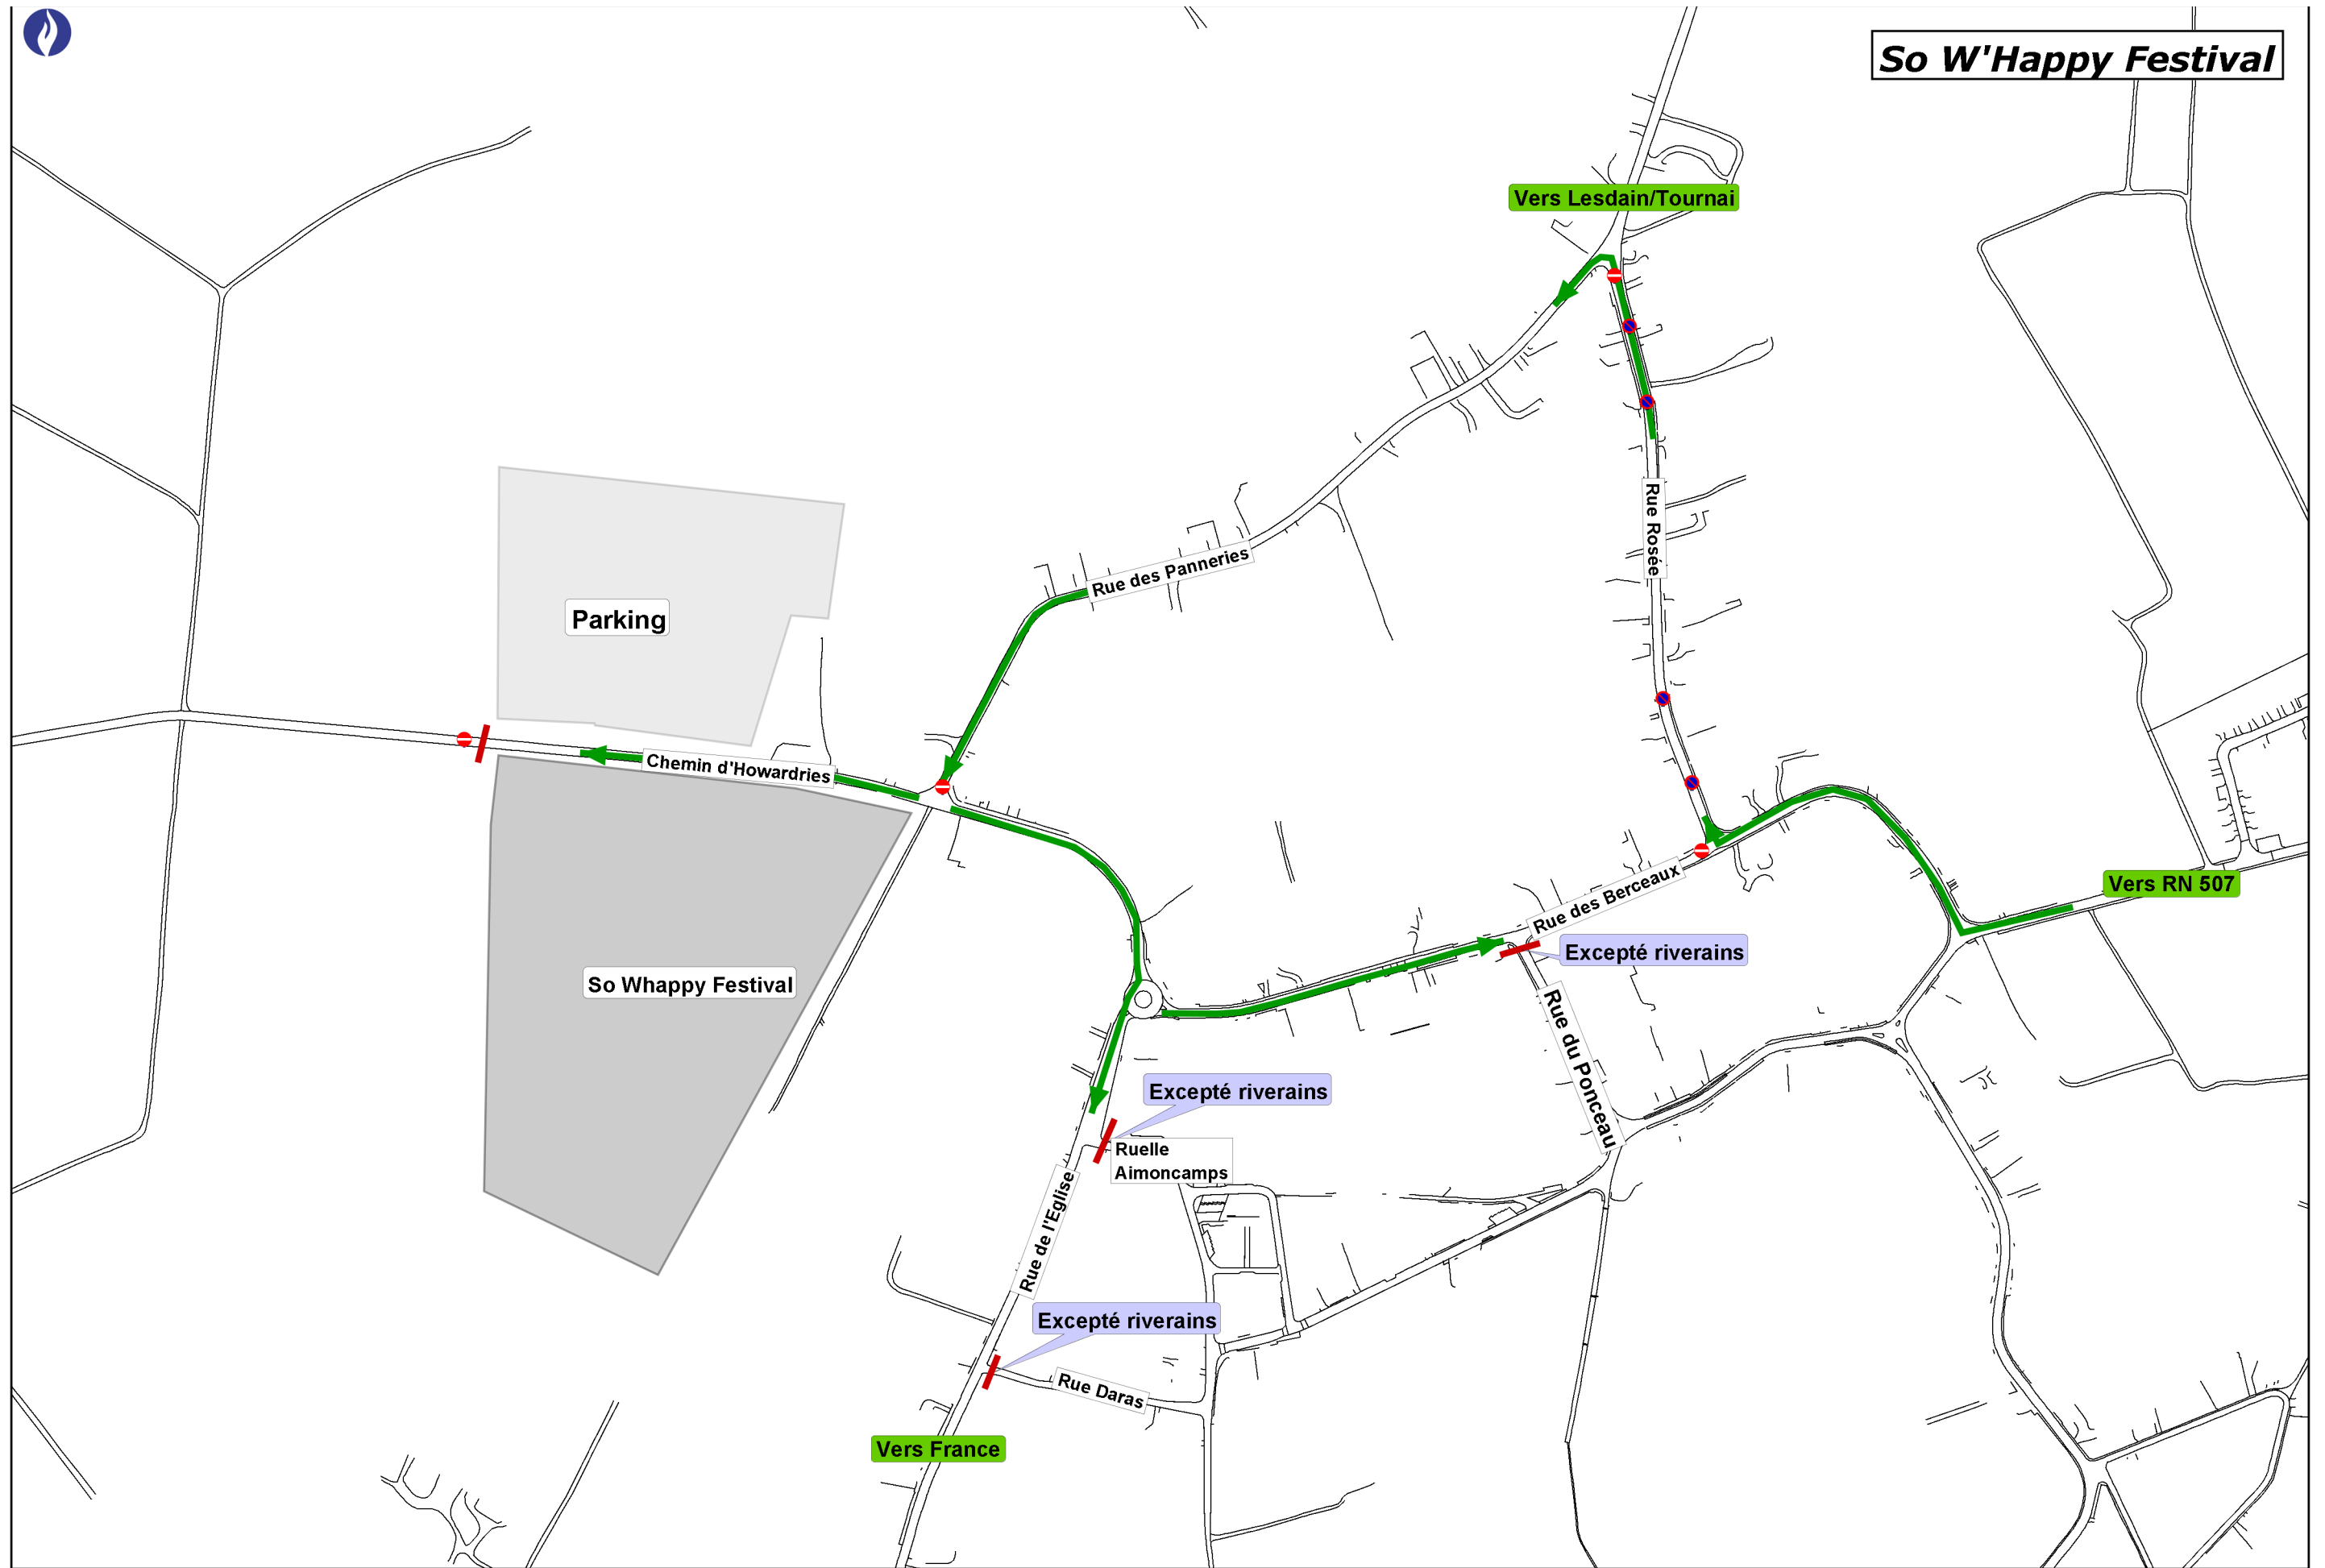 So W'Happy Festival
Vers Lesdain/Tournai
Rue Rosée
Rue des Panneries
Parking
Chemin d'Howardries
Rue des Berceaux
Vers RN 507
Excepté riverains
So Whappy Festival
Rue du Ponceau
Excepté riverains
Ruelle
Aimoncamps
Rue de l'Eglise
Excepté riverains
Rue Daras
Vers France